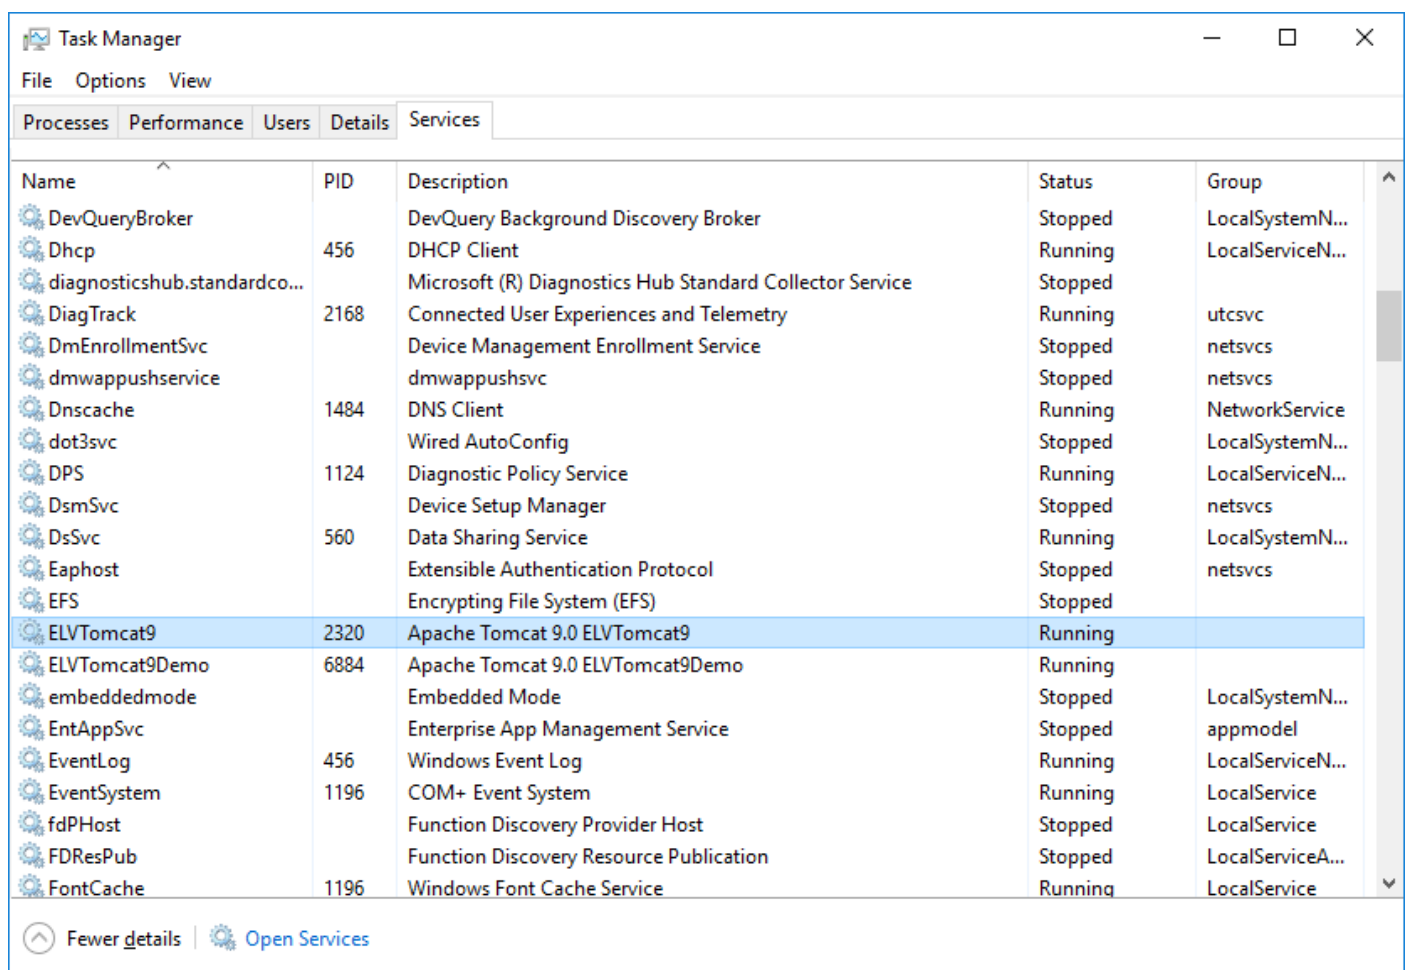 Task Manager
File Options View
Processes Performance Users Details Services
Name PID Description Status Group
DevQueryBroker DevQuery Background Discovery Broker Stopped LocalSystemN...
Dhcp 456 DHCP Client Running LocalServiceN...
diagnosticshub.standardco... Microsoft (R) Diagnostics Hub Standard Collector Service Stopped
DiagTrack 2168 Connected User Experiences and Telemetry Running utcsvc
DmEnrollmentSvc Device Management Enrollment Service Stopped netsvcs
dmwappushservice dmwappushsvc Stopped netsvcs
Dnscache 1484 DNS Client Running NetworkService
dot3svc Wired AutoConfig Stopped LocalSystemN...
DPS 1124 Diagnostic Policy Service Running LocalServiceN...
DsmSvc Device Setup Manager Stopped netsvcs
DsSvc 560 Data Sharing Service Running LocalSystemN...
Eaphost Extensible Authentication Protocol Stopped netsvcs
EFS Encrypting File System (EFS) Stopped
ELVTomcat9 2320 Apache Tomcat 9.0 ELVTomcat9 Running
ELVTomcat9Demo 6884 Apache Tomcat 9.0 ELVTomcat9Demo Running
embeddedmode Embedded Mode Stopped LocalSystemN...
EntAppSvc Enterprise App Management Service Stopped appmodel
EventLog 456 Windows Event Log Running LocalServiceN...
EventSystem 1196 COM+ Event System Running LocalService
fdPHost Function Discovery Provider Host Stopped LocalService
FDResPub Function Discovery Resource Publication Stopped LocalServiceA...
FontCache 1196 Windows Font Cache Service Running LocalService
Fewer details Open Services